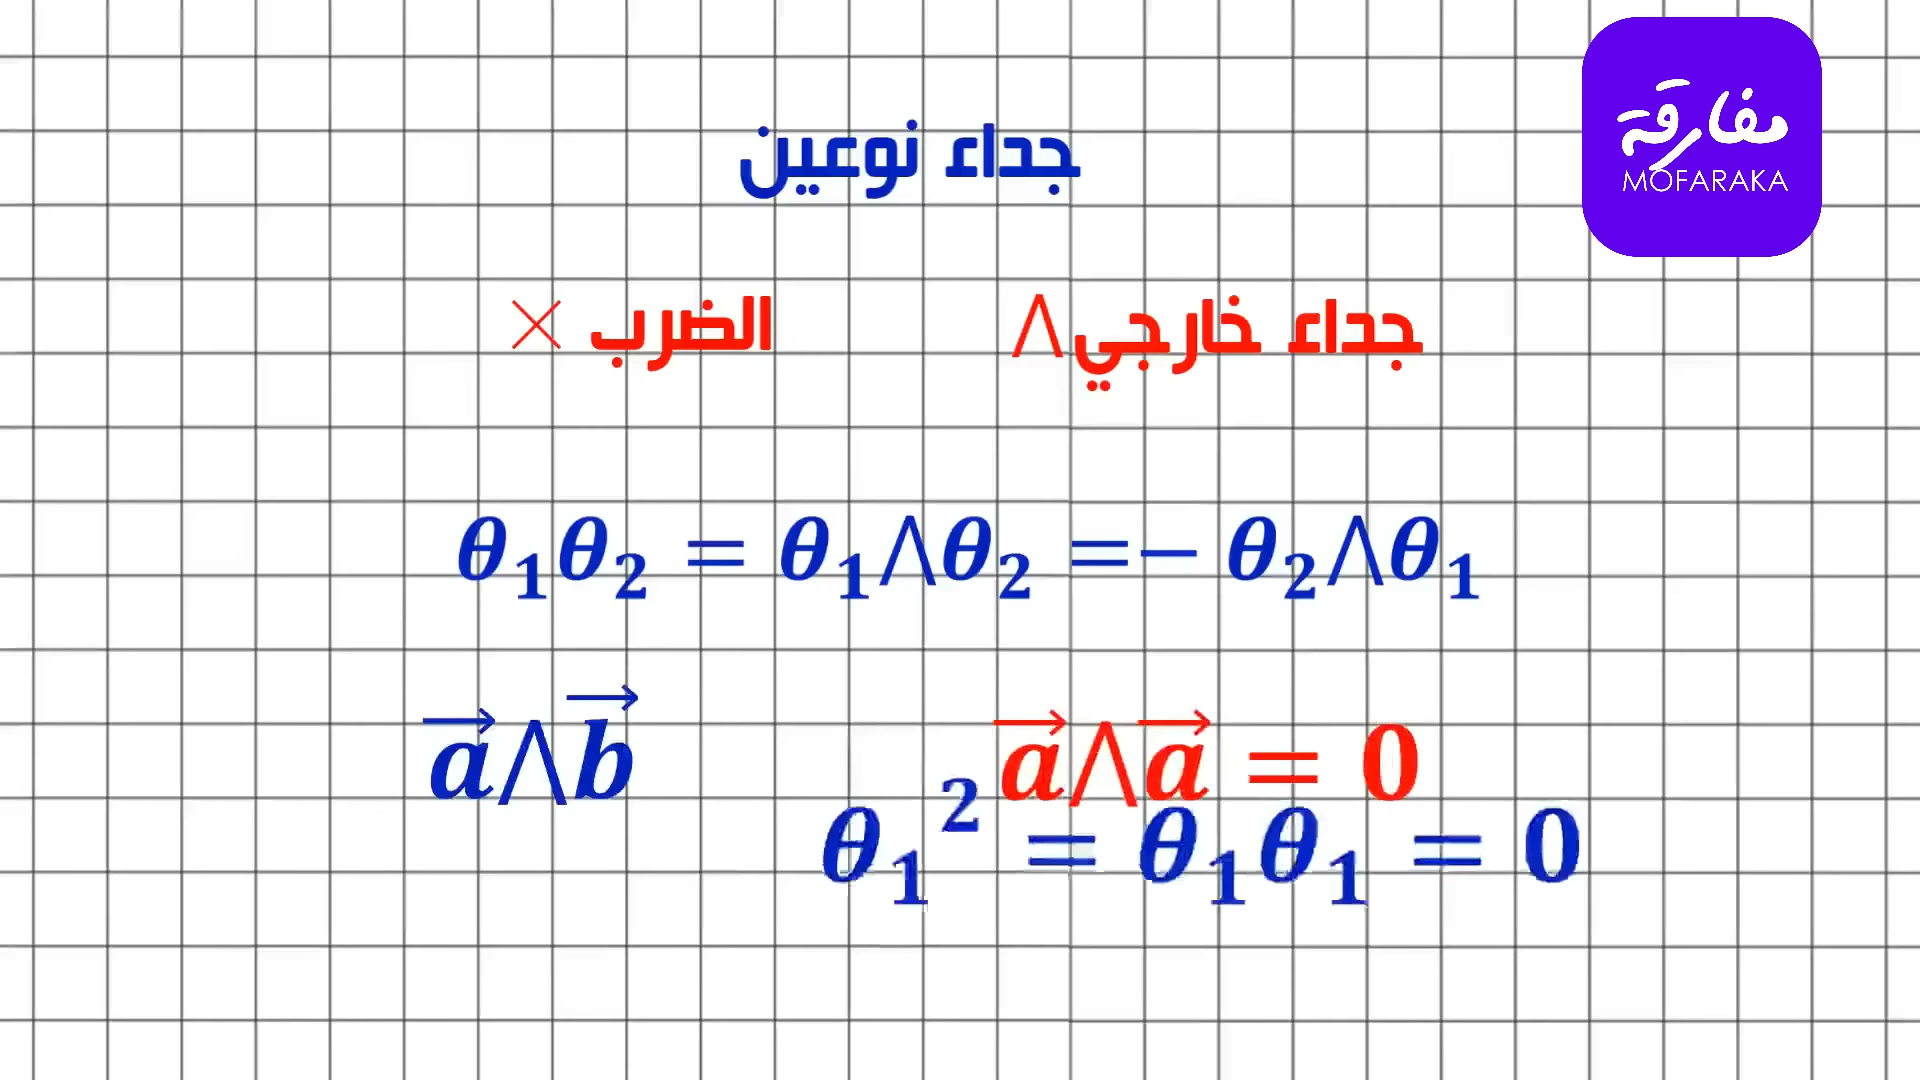 مفارقة
MOFARAKA
جداء نوعين
جداء خارجي ∧
الضرب ×
θ₁θ₂ = θ₁∧θ₂ =− θ₂∧θ₁
a⃗∧b⃗
a⃗∧a⃗ = 0
θ₁² = θ₁θ₁ = 0